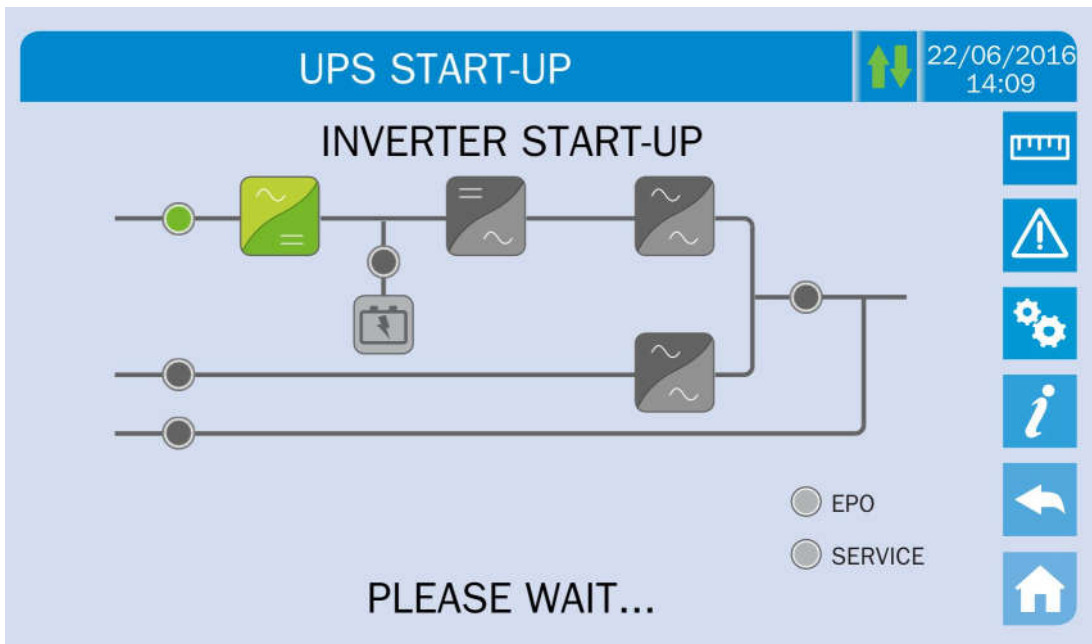 UPS START-UP
22/06/2016
14:09
INVERTER START-UP
EPO
SERVICE
PLEASE WAIT...